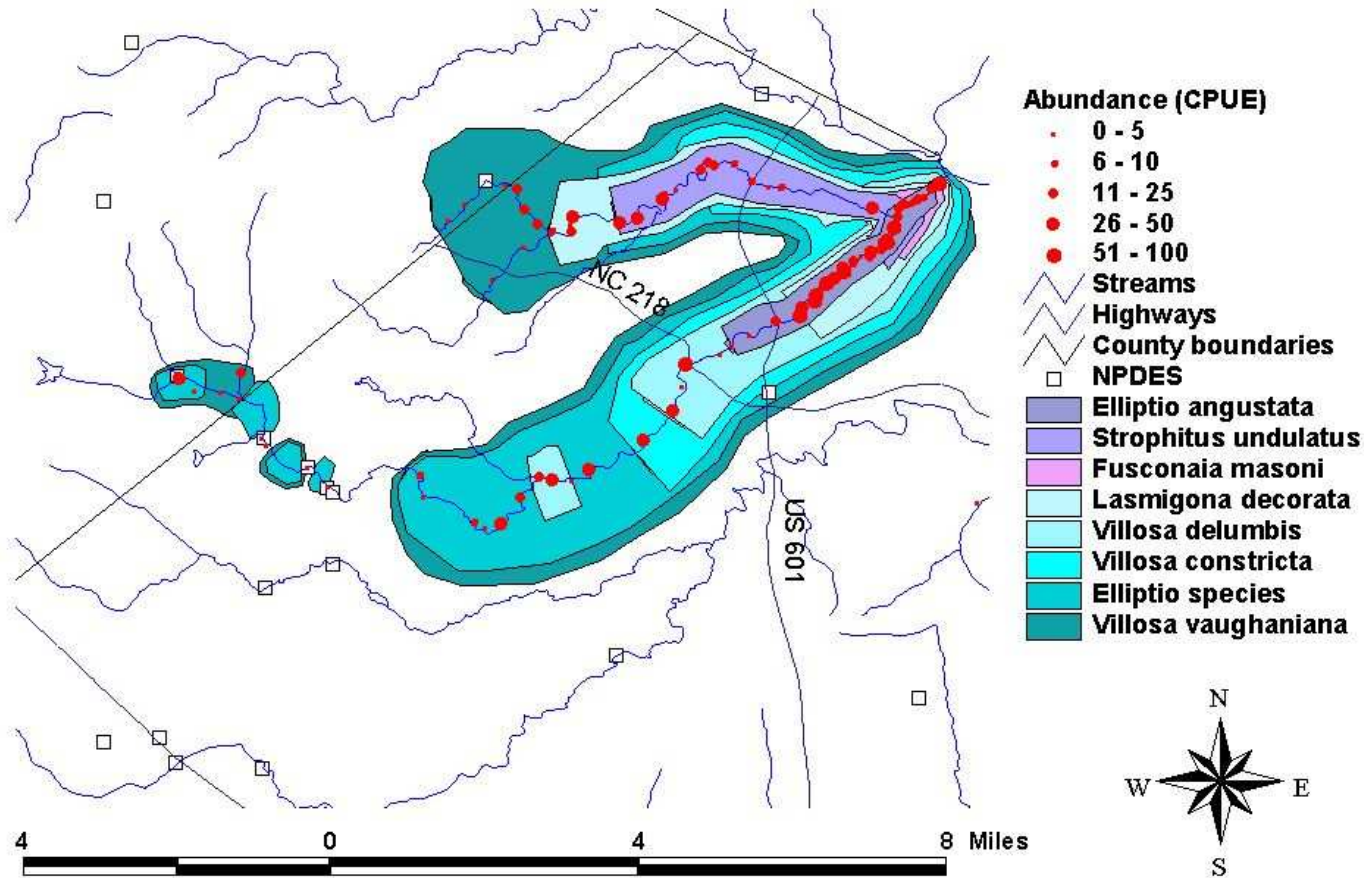 Abundance (CPUE)
0 - 5
6 - 10
11 - 25
26 - 50
51 - 100
Streams
Highways
County boundaries
NPDES
Elliptio angustata
Strophitus undulatus
Fusconaia masoni
Lasmigona decorata
Villosa delumbis
Villosa constricta
Elliptio species
Villosa vaughaniana
NC 218
US 601
N
W E
S
4 0 4 8 Miles